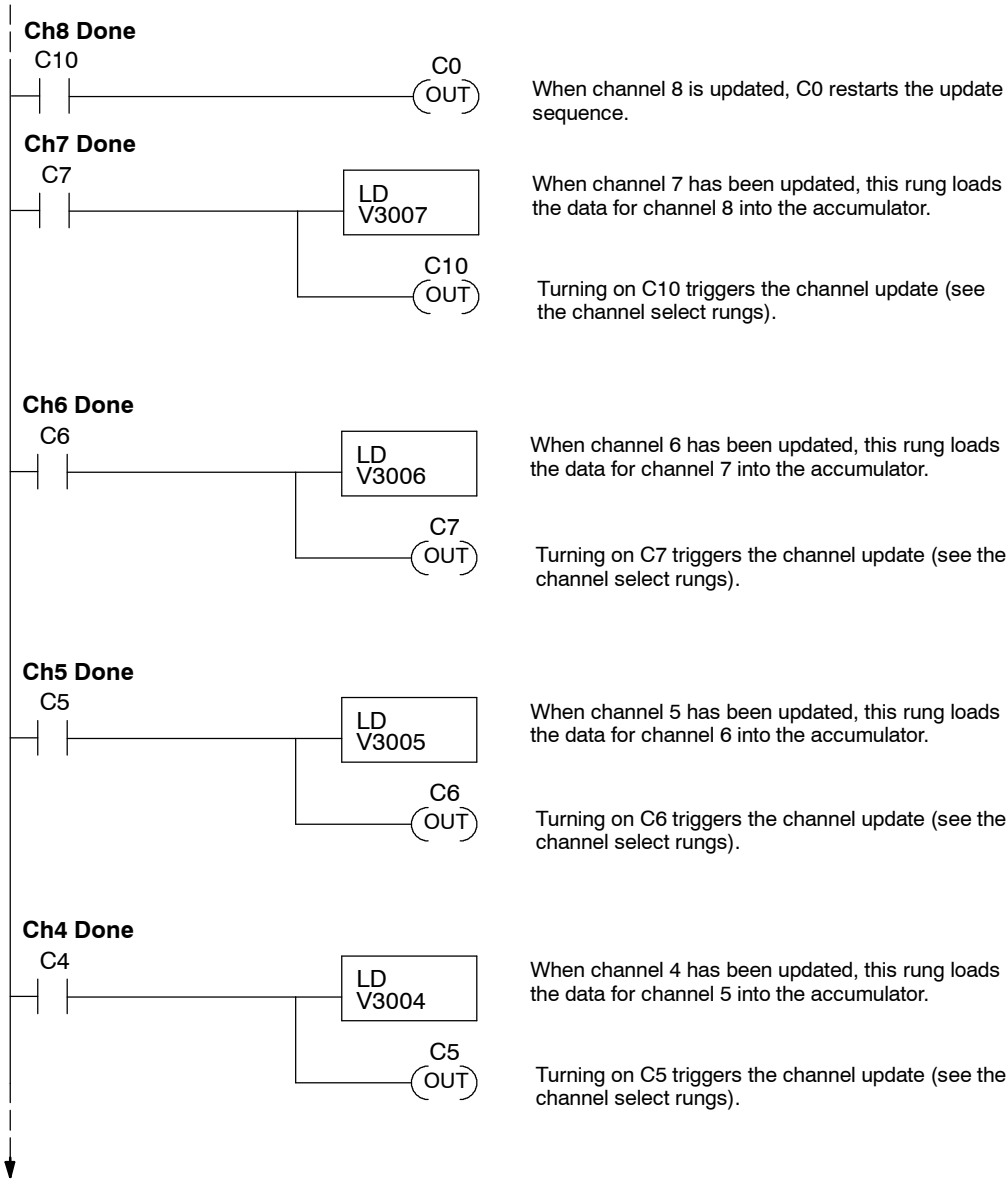 Ch8 Done
C10
C0
OUT
When channel 8 is updated, C0 restarts the update
sequence.
Ch7 Done
C7
LD
V3007
When channel 7 has been updated, this rung loads
the data for channel 8 into the accumulator.
C10
OUT
Turning on C10 triggers the channel update (see
the channel select rungs).
Ch6 Done
C6
LD
V3006
When channel 6 has been updated, this rung loads
the data for channel 7 into the accumulator.
C7
OUT
Turning on C7 triggers the channel update (see the
channel select rungs).
Ch5 Done
C5
LD
V3005
When channel 5 has been updated, this rung loads
the data for channel 6 into the accumulator.
C6
OUT
Turning on C6 triggers the channel update (see the
channel select rungs).
Ch4 Done
C4
LD
V3004
When channel 4 has been updated, this rung loads
the data for channel 5 into the accumulator.
C5
OUT
Turning on C5 triggers the channel update (see the
channel select rungs).